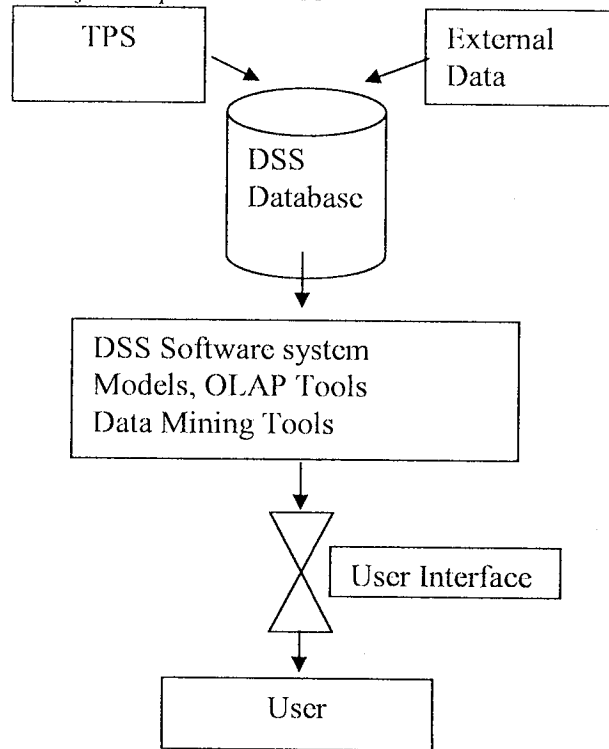 TPS
External
Data
DSS
Database
DSS Software system
Models, OLAP Tools
Data Mining Tools
User Interface
User